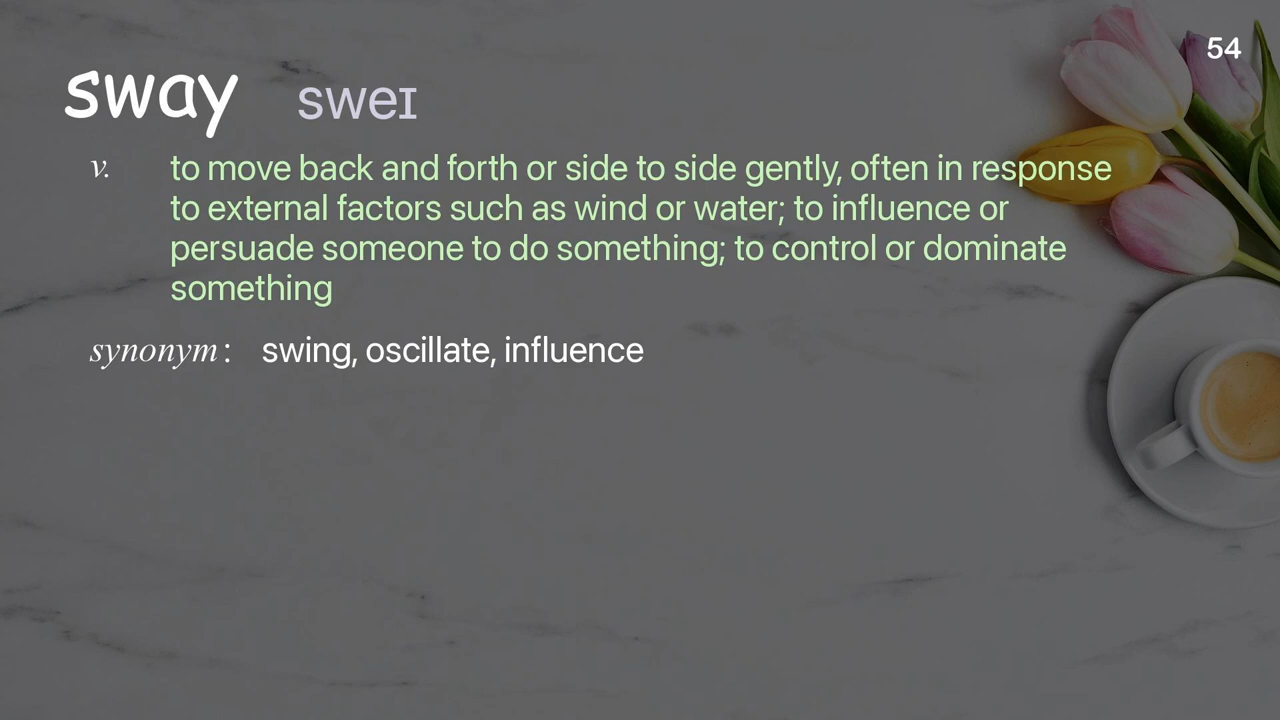 54
sway sweɪ
v. to move back and forth or side to side gently, often in response
to external factors such as wind or water; to influence or
persuade someone to do something; to control or dominate
something
synonym: swing, oscillate, influence